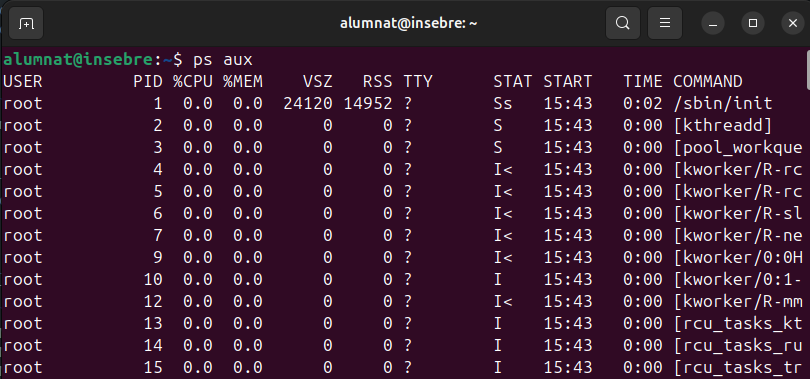 alumnat@insebre: ~
alumnat@insebre:~$ ps aux
USER PID %CPU %MEM VSZ RSS TTY STAT START TIME COMMAND
root 1 0.0 0.0 24120 14952 ? Ss 15:43 0:02 /sbin/init
root 2 0.0 0.0 0 0 ? S 15:43 0:00 [kthreadd]
root 3 0.0 0.0 0 0 ? S 15:43 0:00 [pool_workque
root 4 0.0 0.0 0 0 ? I< 15:43 0:00 [kworker/R-rc
root 5 0.0 0.0 0 0 ? I< 15:43 0:00 [kworker/R-rc
root 6 0.0 0.0 0 0 ? I< 15:43 0:00 [kworker/R-sl
root 7 0.0 0.0 0 0 ? I< 15:43 0:00 [kworker/R-ne
root 9 0.0 0.0 0 0 ? I< 15:43 0:00 [kworker/0:0H
root 10 0.0 0.0 0 0 ? I 15:43 0:00 [kworker/0:1-
root 12 0.0 0.0 0 0 ? I< 15:43 0:00 [kworker/R-mm
root 13 0.0 0.0 0 0 ? I 15:43 0:00 [rcu_tasks_kt
root 14 0.0 0.0 0 0 ? I 15:43 0:00 [rcu_tasks_ru
root 15 0.0 0.0 0 0 ? I 15:43 0:00 [rcu_tasks_tr